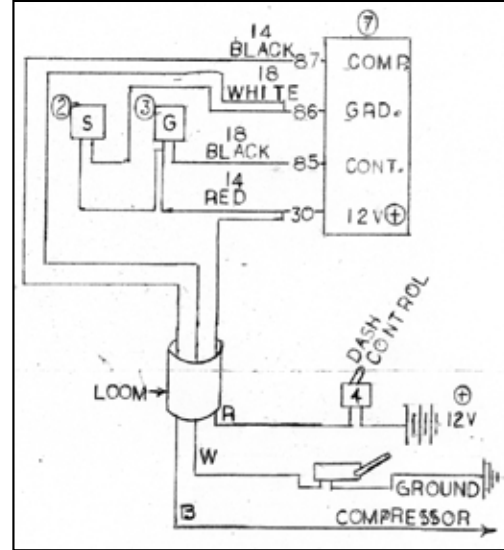 ⑦
14
BLACK 87 COMP.
18
WHITE 86 GRD.
② S ③ G
18
BLACK 85 CONT.
14
RED 30 12V ⊕
DASH CONTROL
LOOM
4
⊕
R 12V
W
GROUND
B COMPRESSOR